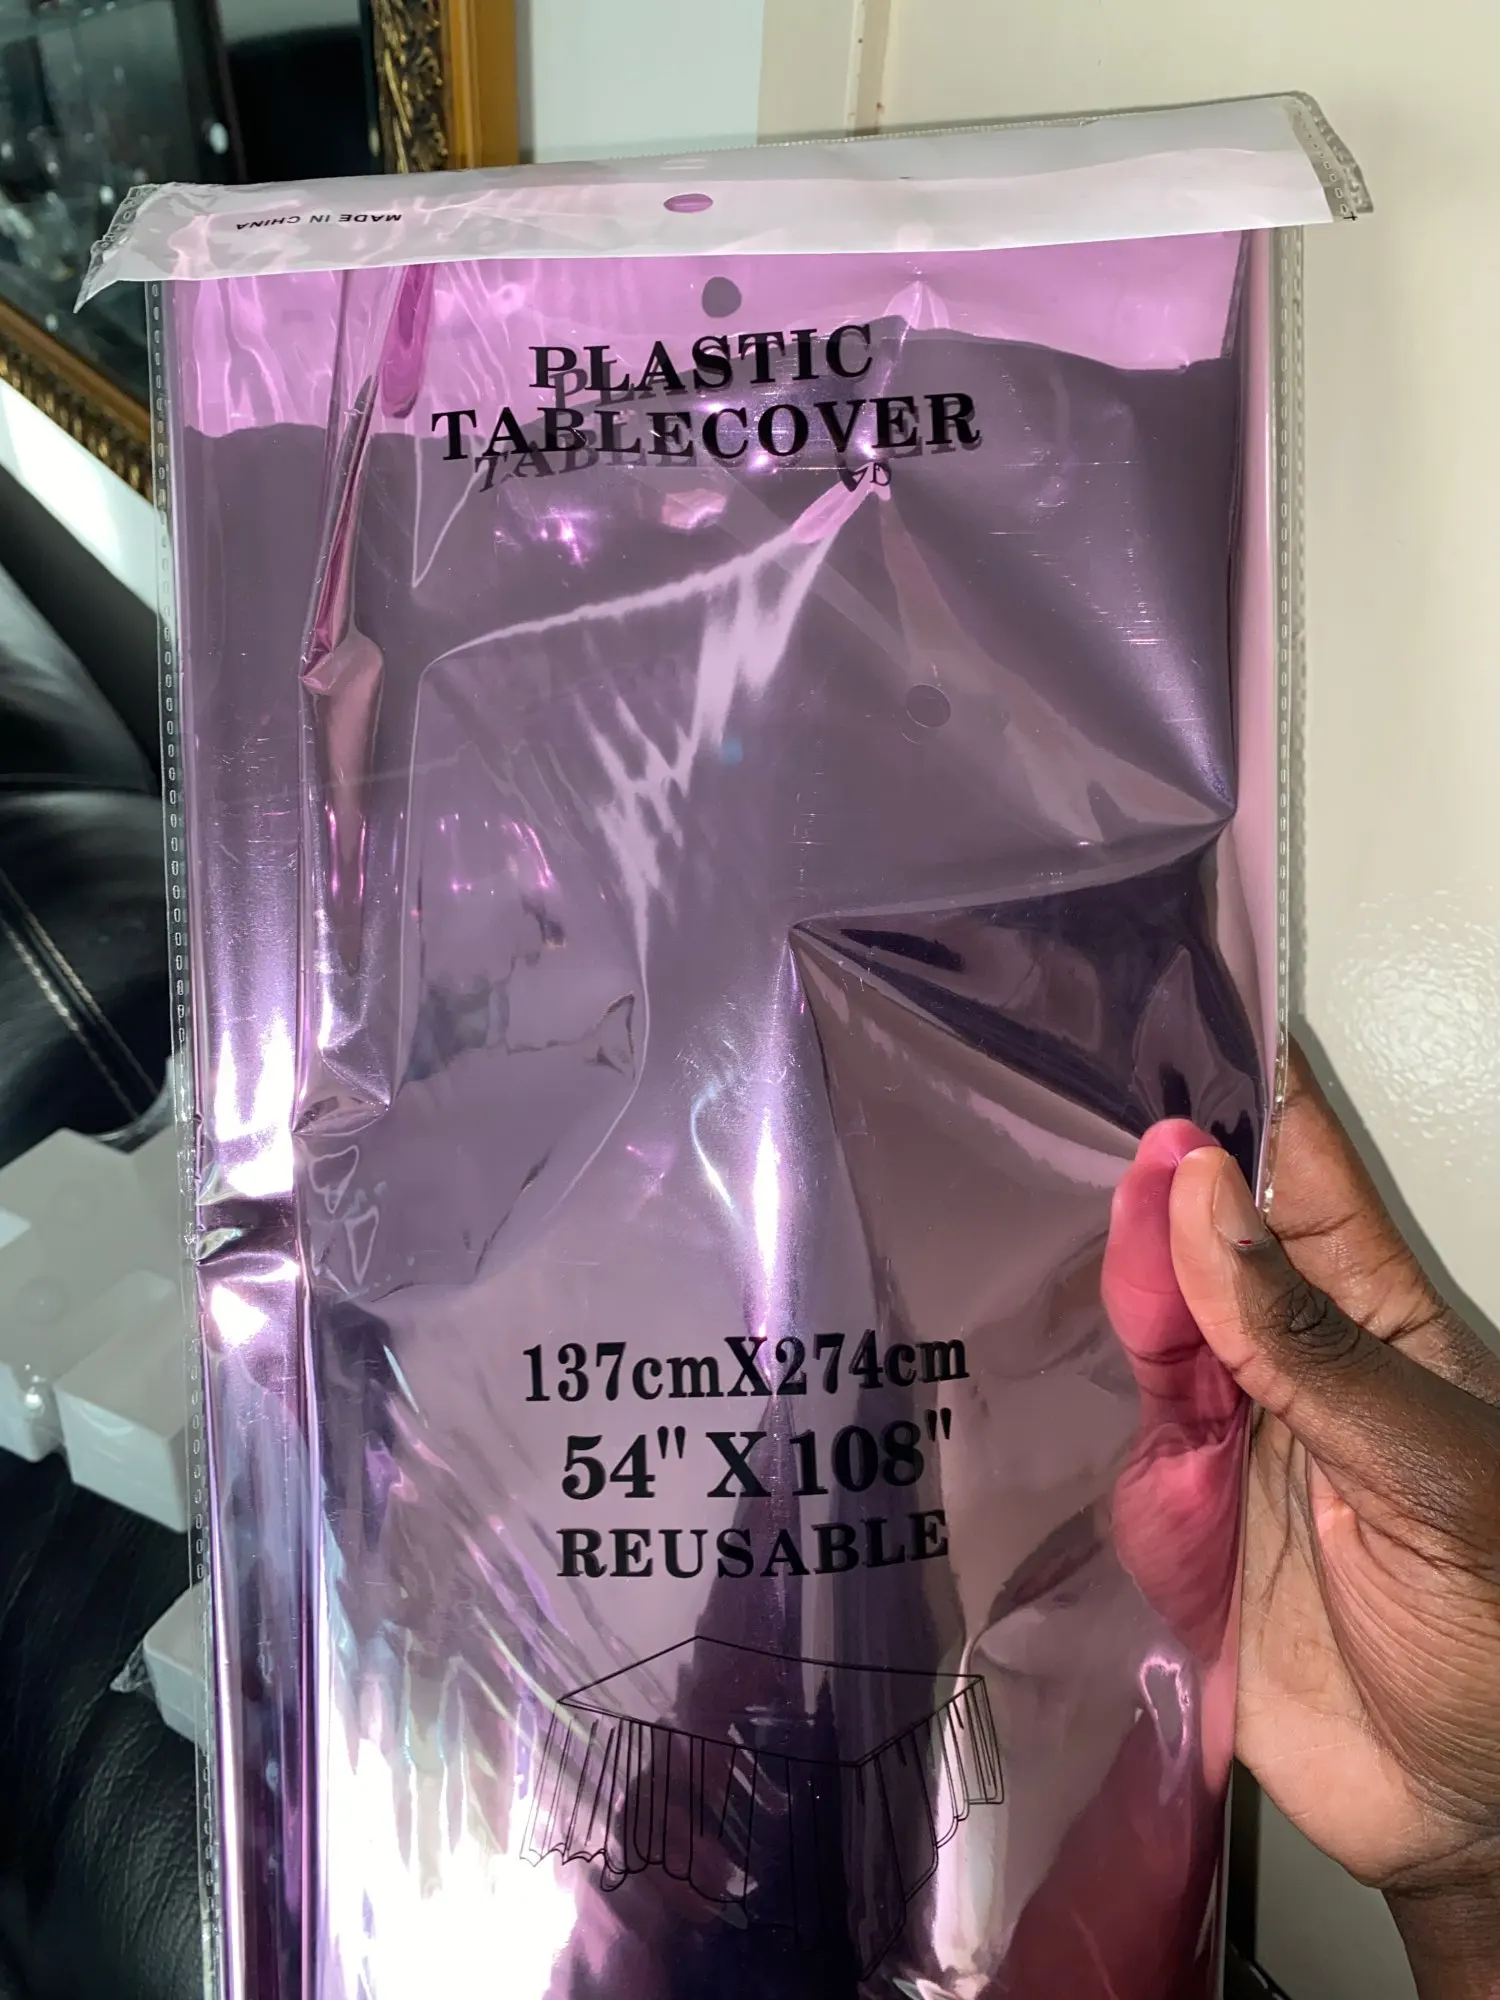 MADE IN CHINA
PLASTIC
TABLECOVER
137cmX274cm
54" X 108"
REUSABLE